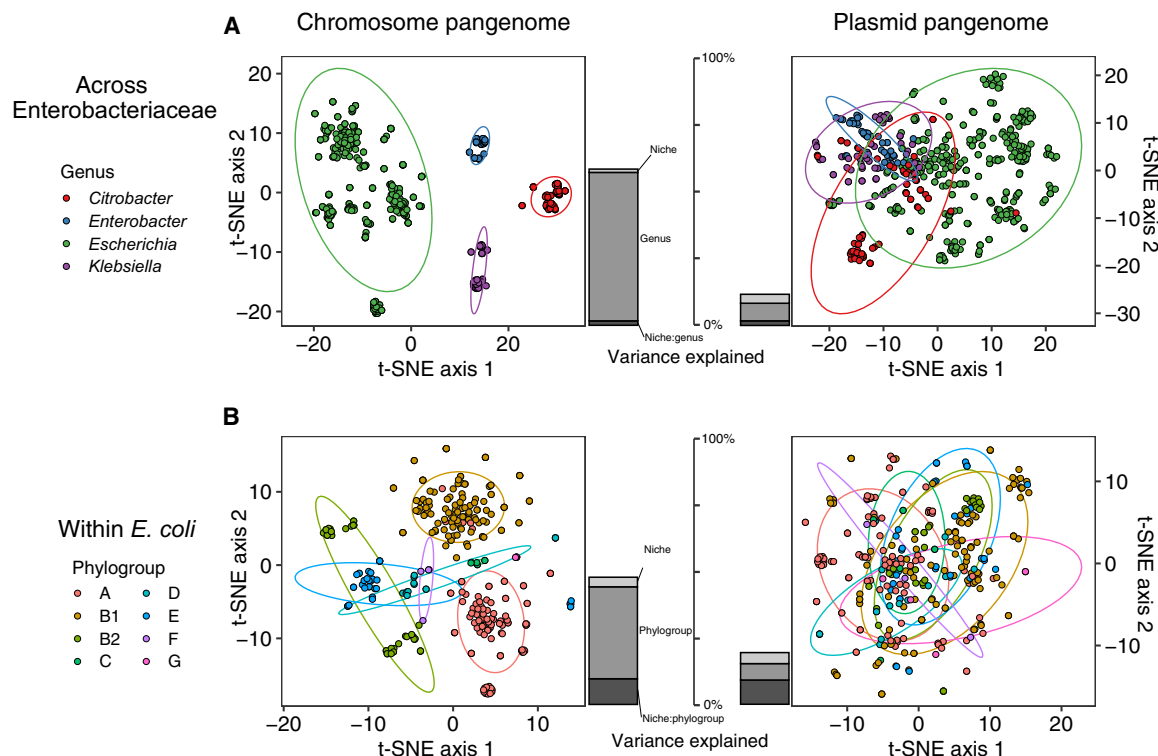 A
Chromosome pangenome
Plasmid pangenome
Across
Enterobacteriaceae
Genus
Citrobacter
Enterobacter
Escherichia
Klebsiella
t-SNE axis 2
20
10
0
−10
−20
−20
0
20
t-SNE axis 1
100%
Niche
Genus
0%
Niche:genus
Variance explained
20
10
0
−10
−20
−30
t-SNE axis 2
−20
−10
0
10
20
t-SNE axis 1
B
Within E. coli
Phylogroup
A
B1
B2
C
D
E
F
G
t-SNE axis 2
10
0
−10
−20
−10
0
10
t-SNE axis 1
100%
Niche
Phylogroup
0%
Niche:phylogroup
Variance explained
10
0
−10
t-SNE axis 2
−10
0
10
20
t-SNE axis 1